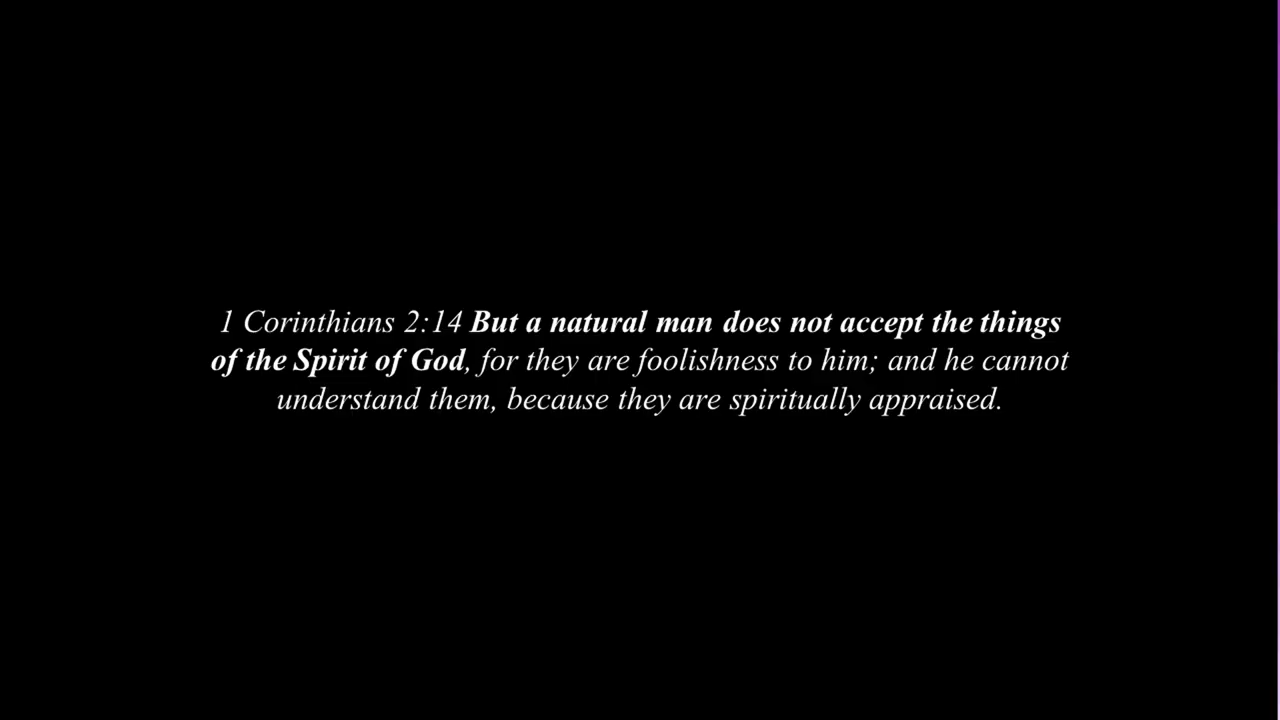 1 Corinthians 2:14 But a natural man does not accept the things
of the Spirit of God, for they are foolishness to him; and he cannot
understand them, because they are spiritually appraised.